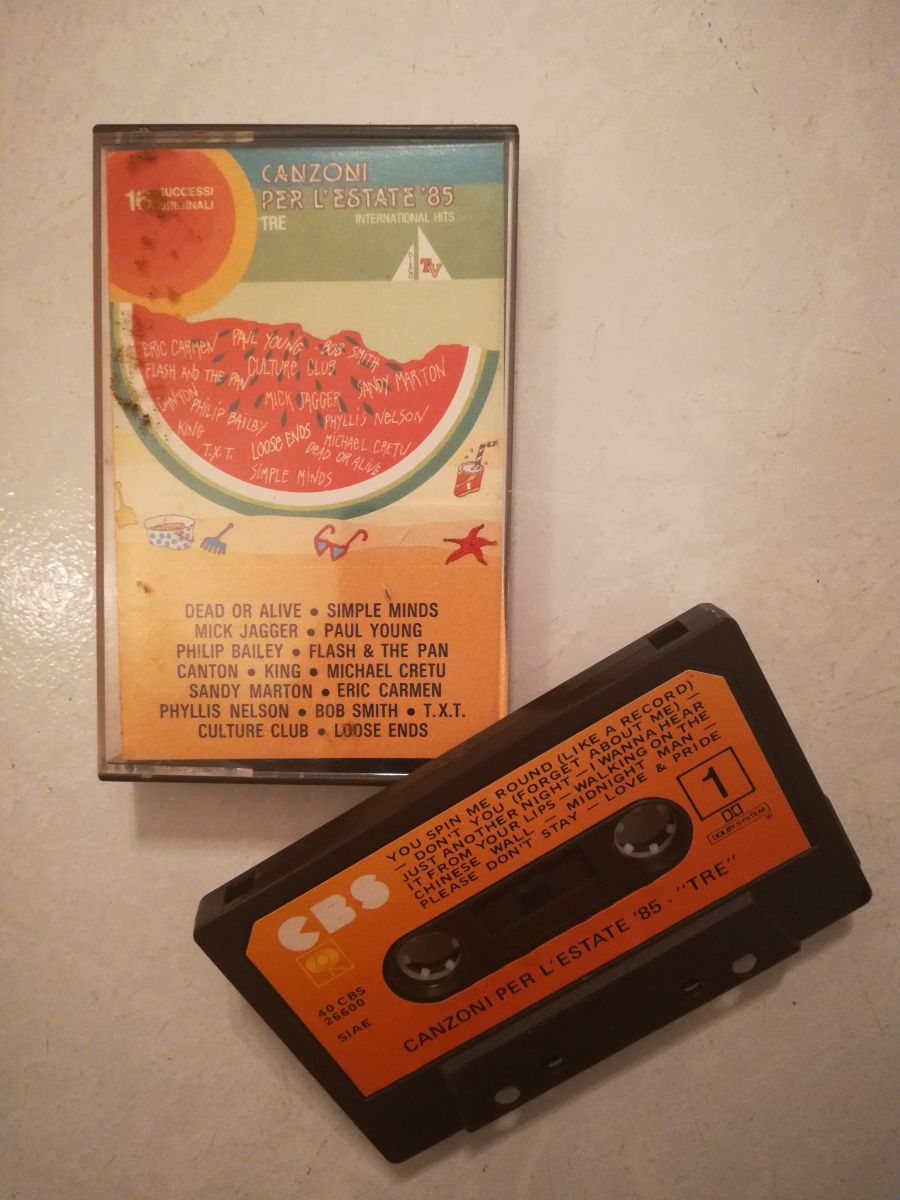 16 SUCCESSI
ORIGINALI
CANZONI
PER L'ESTATE '85
TRE
INTERNATIONAL HITS
DISCO
TV
ERIC CARMEN
PAUL YOUNG
BOB SMITH
FLASH AND THE PAN
CULTURE CLUB
SANDY MARTON
CANTON
PHILIP BAILEY
MICK JAGGER
KING
PHYLLIS NELSON
T.X.T.
LOOSE ENDS
MICHAEL CRETU
DEAD OR ALIVE
SIMPLE MINDS
DEAD OR ALIVE • SIMPLE MINDS
MICK JAGGER • PAUL YOUNG
PHILIP BAILEY • FLASH & THE PAN
CANTON • KING • MICHAEL CRETU
SANDY MARTON • ERIC CARMEN
PHYLLIS NELSON • BOB SMITH • T.X.T.
CULTURE CLUB • LOOSE ENDS
YOU SPIN ME ROUND (LIKE A RECORD)
– DON'T YOU (FORGET ABOUT ME) –
JUST ANOTHER NIGHT – I WANNA HEAR
IT FROM YOUR LIPS – WALKING ON THE
CHINESE WALL – MIDNIGHT MAN –
PLEASE DON'T STAY – LOVE & PRIDE
1
DOLBY SYSTEM
CBS
40 CBS
26600
SIAE
CANZONI PER L'ESTATE '85 - "TRE"